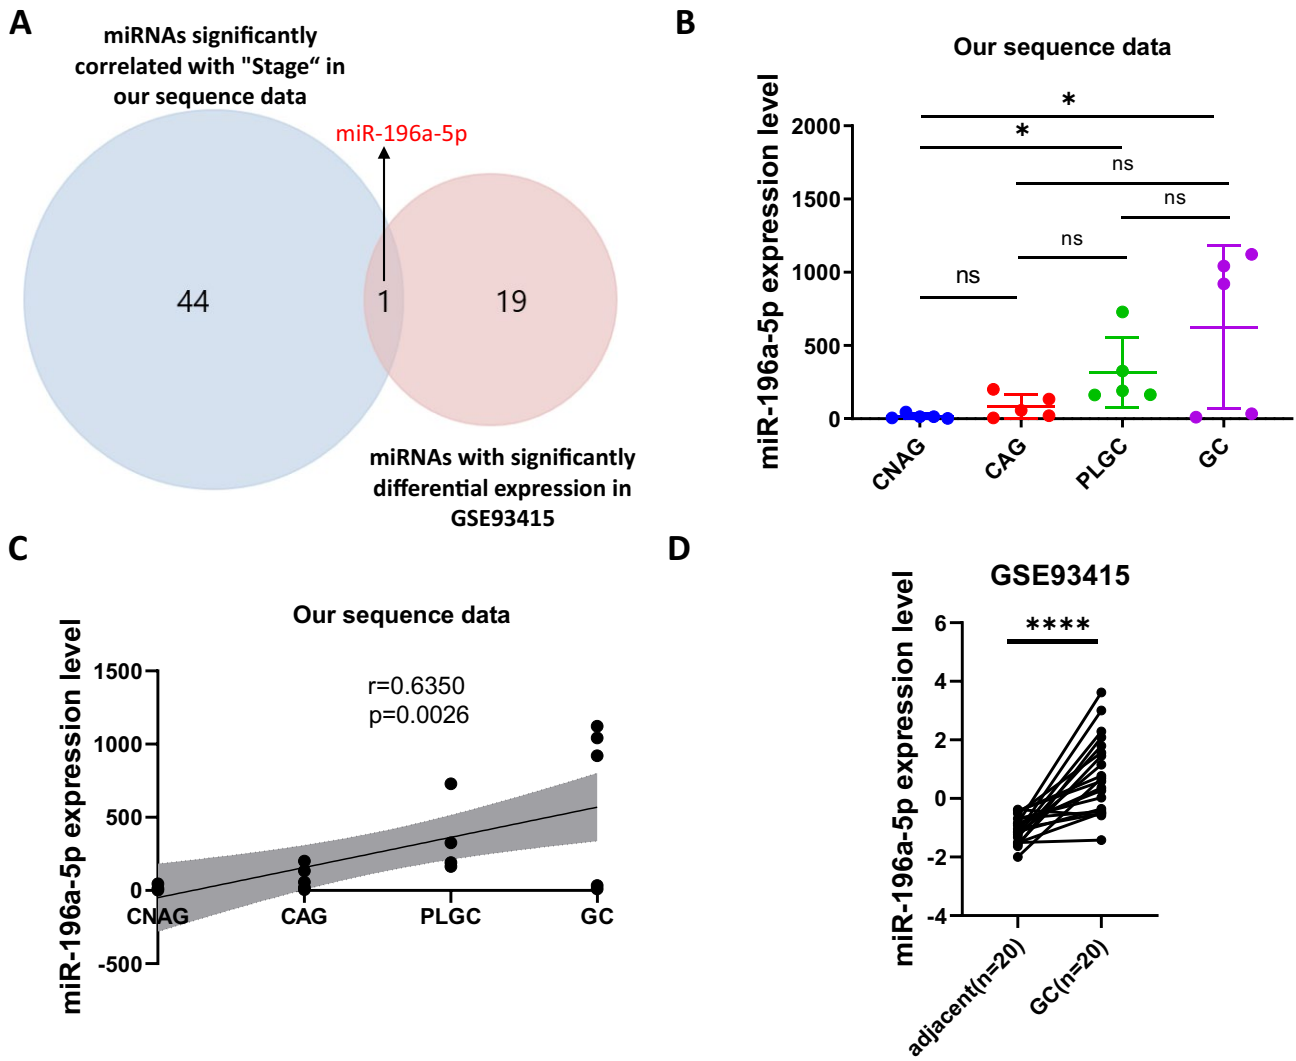 A
miRNAs significantly
correlated with "Stage“ in
our sequence data
miR-196a-5p
44
1
19
miRNAs with significantly
differential expression in
GSE93415
B
Our sequence data
miR-196a-5p expression level
2000
1500
1000
500
0
*
*
ns
ns
ns
ns
CNAG
CAG
PLGC
GC
C
Our sequence data
miR-196a-5p expression level
r=0.6350
p=0.0026
1500
1000
500
0
-500
CNAG
CAG
PLGC
GC
D
GSE93415
miR-196a-5p expression level
****
6
4
2
0
-2
-4
adjacent(n=20)
GC(n=20)